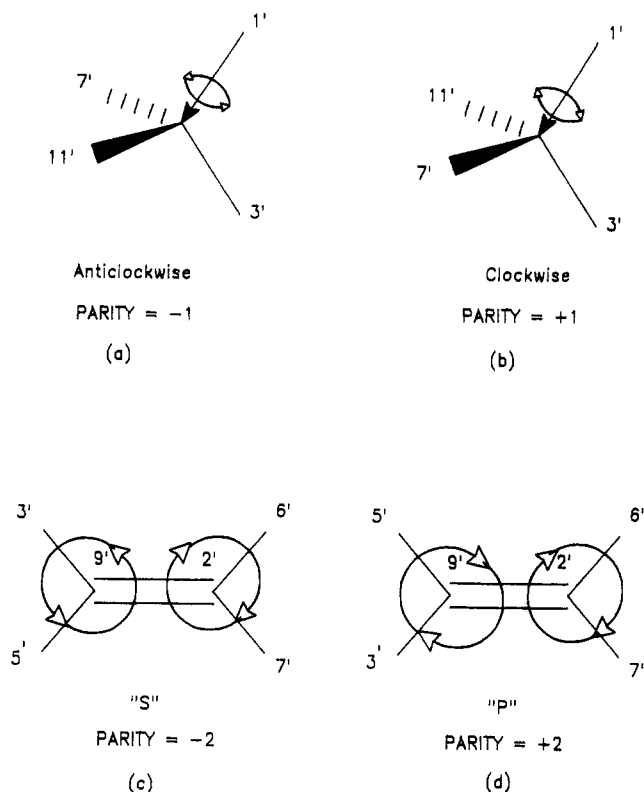 1'
7'
11'
3'
Anticlockwise
PARITY = -1
(a)
1'
11'
7'
3'
Clockwise
PARITY = +1
(b)
3'
9'
2'
6'
5'
7'
"S"
PARITY = -2
(c)
5'
9'
2'
6'
3'
7'
"P"
PARITY = +2
(d)